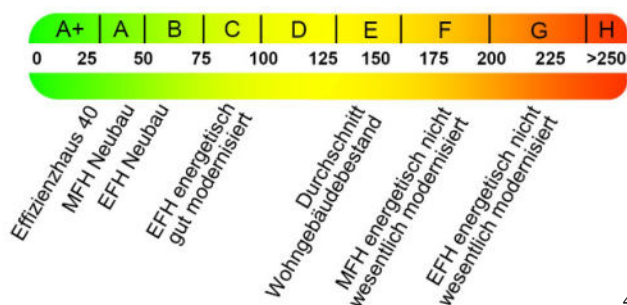 A+ A B C D E F G H
0 25 50 75 100 125 150 175 200 225 >250
Effizienzhaus 40
MFH Neubau
EFH Neubau
EFH energetisch
gut modernisiert
Durchschnitt
Wohngebäudebestand
MFH energetisch nicht
wesentlich modernisiert
EFH energetisch nicht
wesentlich modernisiert